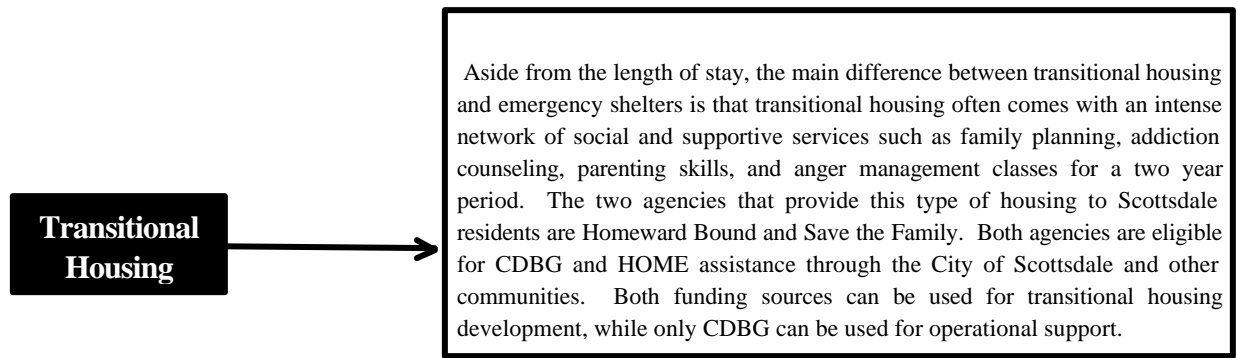 Transitional
Housing
Aside from the length of stay, the main difference between transitional housing
and emergency shelters is that transitional housing often comes with an intense
network of social and supportive services such as family planning, addiction
counseling, parenting skills, and anger management classes for a two year
period. The two agencies that provide this type of housing to Scottsdale
residents are Homeward Bound and Save the Family. Both agencies are eligible
for CDBG and HOME assistance through the City of Scottsdale and other
communities. Both funding sources can be used for transitional housing
development, while only CDBG can be used for operational support.